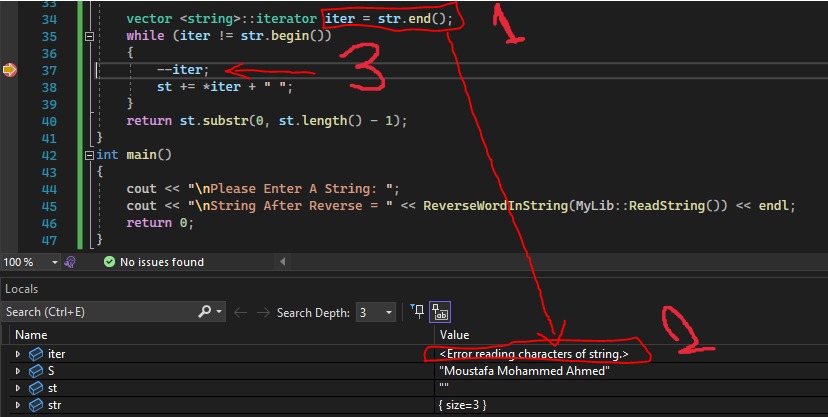 33
34 vector <string>::iterator iter = str.end(); 1
35 while (iter != str.begin())
36 {
37 --iter; 3
38 st += *iter + " ";
39 }
40 return st.substr(0, st.length() - 1);
41 }
42 int main()
43 {
44 cout << "\nPlease Enter A String: ";
45 cout << "\nString After Reverse = " << ReverseWordInString(MyLib::ReadString()) << endl;
46 return 0;
47 }
100 % No issues found
Locals
Search (Ctrl+E) Search Depth: 3
Name Value 2
iter <Error reading characters of string.>
S "Moustafa Mohammed Ahmed"
st ""
str { size=3 }